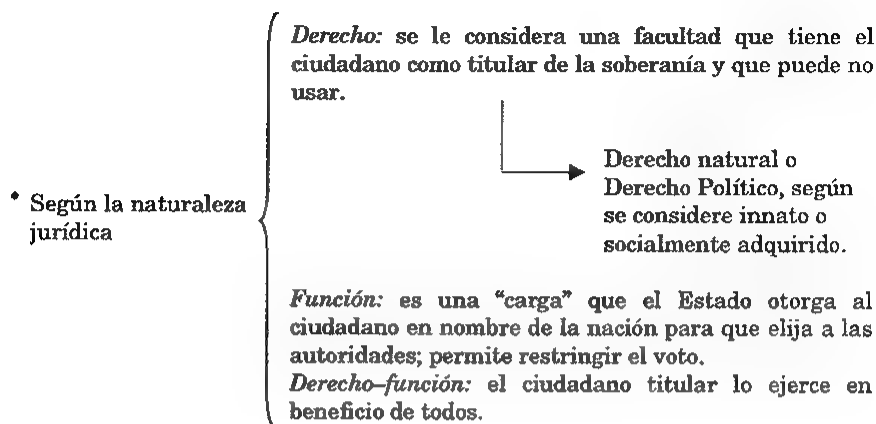 * Según la naturaleza
jurídica
Derecho: se le considera una facultad que tiene el
ciudadano como titular de la soberanía y que puede no
usar.
Derecho natural o
Derecho Político, según
se considere innato o
socialmente adquirido.
Función: es una “carga” que el Estado otorga al
ciudadano en nombre de la nación para que elija a las
autoridades; permite restringir el voto.
Derecho–función: el ciudadano titular lo ejerce en
beneficio de todos.